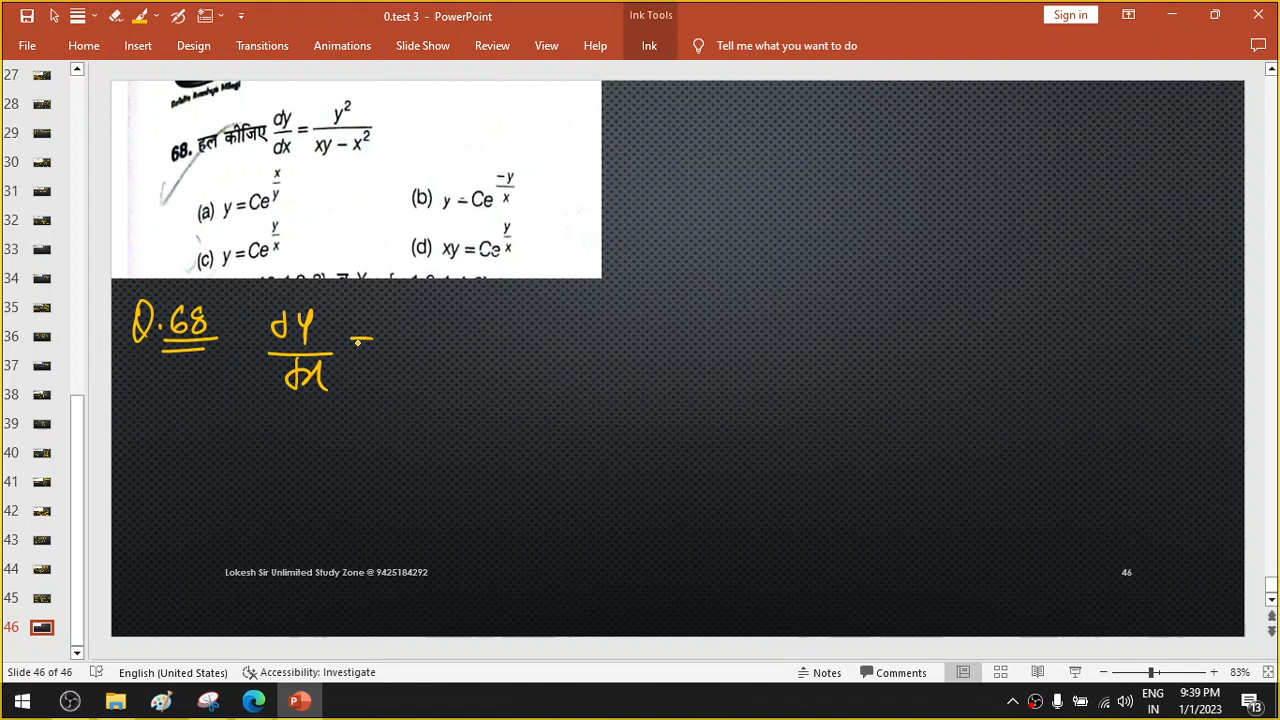 0.test 3 - PowerPoint
Ink Tools
Sign in
File Home Insert Design Transitions Animations Slide Show Review View Help Ink Tell me what you want to do
27
28
29
30
31
32
33
34
35
36
37
38
39
40
41
42
43
44
45
46
68. हल कीजिए dy/dx = y²/(xy − x²)
(a) y = Ce^(x/y) (b) y = Ce^(−y/x)
(c) y = Ce^(y/x) (d) xy = Ce^(y/x)
Q.68 dy/dx =
Lokesh Sir Unlimited Study Zone @ 9425184292 46
Slide 46 of 46 English (United States) Accessibility: Investigate Notes Comments 83%
ENG 9:39 PM
IN 1/1/2023 13